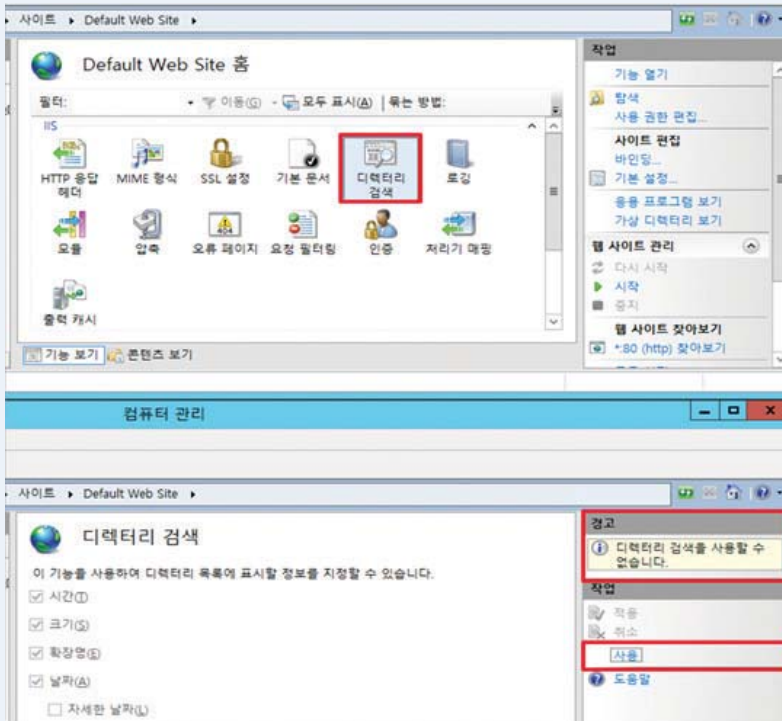 사이트 ▸ Default Web Site ▸
Default Web Site 홈
필터: 이동(G) 모두 표시(A) 묶는 방법:
IIS
HTTP 응답 헤더
MIME 형식
SSL 설정
기본 문서
디렉터리 검색
로깅
모듈
압축
오류 페이지
요청 필터링
인증
처리기 매핑
출력 캐시
기능 보기 콘텐츠 보기
작업
기능 열기
탐색
사용 권한 편집...
사이트 편집
바인딩...
기본 설정...
응용 프로그램 보기
가상 디렉터리 보기
웹 사이트 관리
다시 시작
시작
중지
웹 사이트 찾아보기
*:80 (http) 찾아보기
컴퓨터 관리
사이트 ▸ Default Web Site ▸
디렉터리 검색
이 기능을 사용하여 디렉터리 목록에 표시할 정보를 지정할 수 있습니다.
시간(T)
크기(S)
확장명(E)
날짜(A)
자세한 날짜(L)
경고
디렉터리 검색을 사용할 수
없습니다.
작업
적용
취소
사용
도움말